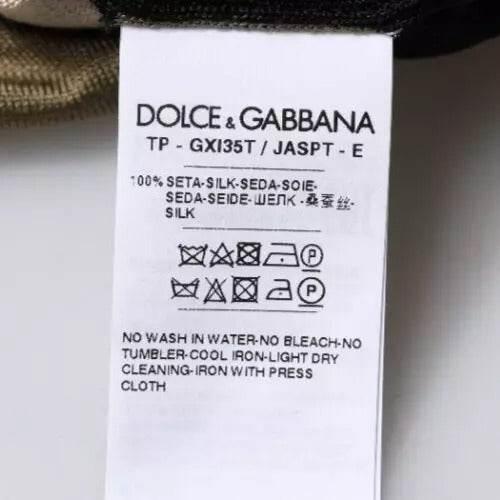 DOLCE & GABBANA
TP - GXI35T / JASPT - E
100% SETA-SILK-SEDA-SOIE-
SEDA-SEIDE-ШЕЛК -桑蚕丝-
SILK
P
P
NO WASH IN WATER-NO BLEACH-NO
TUMBLER-COOL IRON-LIGHT DRY
CLEANING-IRON WITH PRESS
CLOTH